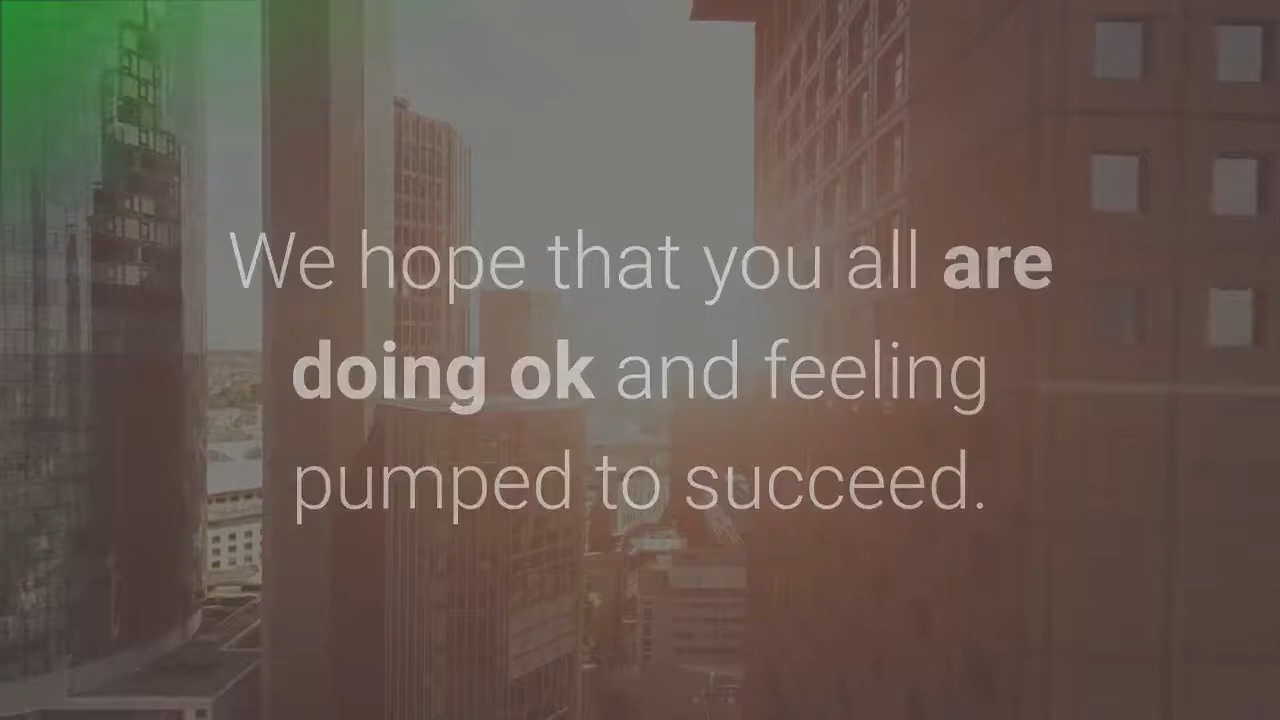 We hope that you all are
doing ok and feeling
pumped to succeed.